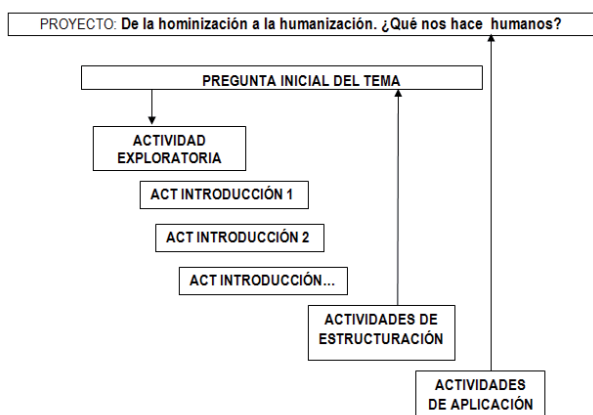 PROYECTO: De la hominización a la humanización. ¿Qué nos hace humanos?
PREGUNTA INICIAL DEL TEMA
ACTIVIDAD
EXPLORATORIA
ACT INTRODUCCIÓN 1
ACT INTRODUCCIÓN 2
ACT INTRODUCCIÓN...
ACTIVIDADES DE
ESTRUCTURACIÓN
ACTIVIDADES
DE APLICACIÓN